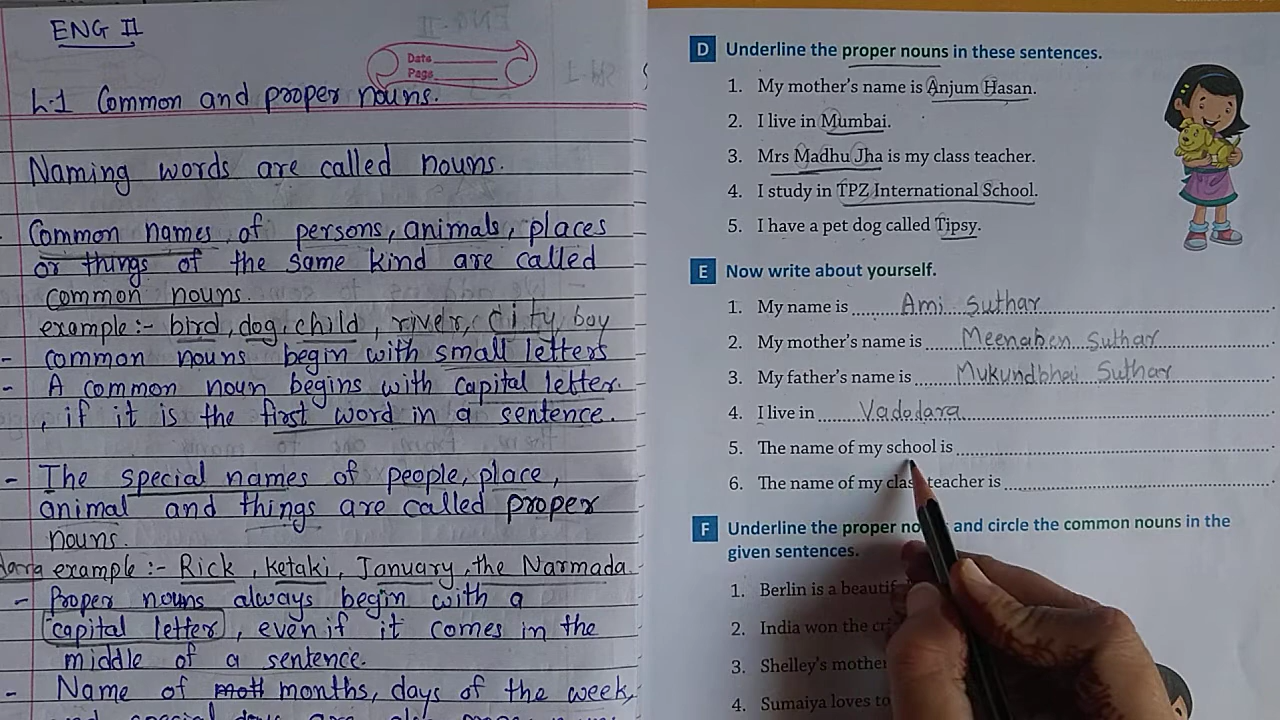 ENG II
Date
Page
L.1 Common and proper nouns.
Naming words are called nouns.
Common names of persons, animals, places
or things of the same kind are called
common nouns.
example:- bird, dog, child, river, city, boy
- common nouns begin with small letters
- A common noun begins with capital letter.
, if it is the first word in a sentence.
- The special names of people, place,
animal and things are called proper
nouns.
example:- Rick, ketaki, January, the Narmada.
- Proper nouns always begin with a
capital letter, even if it comes in the
middle of a sentence.
- Name of months, days of the week,
D Underline the proper nouns in these sentences.
1. My mother's name is Anjum Hasan.
2. I live in Mumbai.
3. Mrs Madhu Jha is my class teacher.
4. I study in TPZ International School.
5. I have a pet dog called Tipsy.
E Now write about yourself.
1. My name is Ami Suthar
2. My mother's name is Meenaben Suthar
3. My father's name is Mukundbhai Suthar
4. I live in Vadodara
5. The name of my school is
6. The name of my teacher is
F Underline the proper and circle the common nouns in the
given sentences.
1. Berlin is a
2. India won the
3. Shelley's
4. Sumaiya loves to